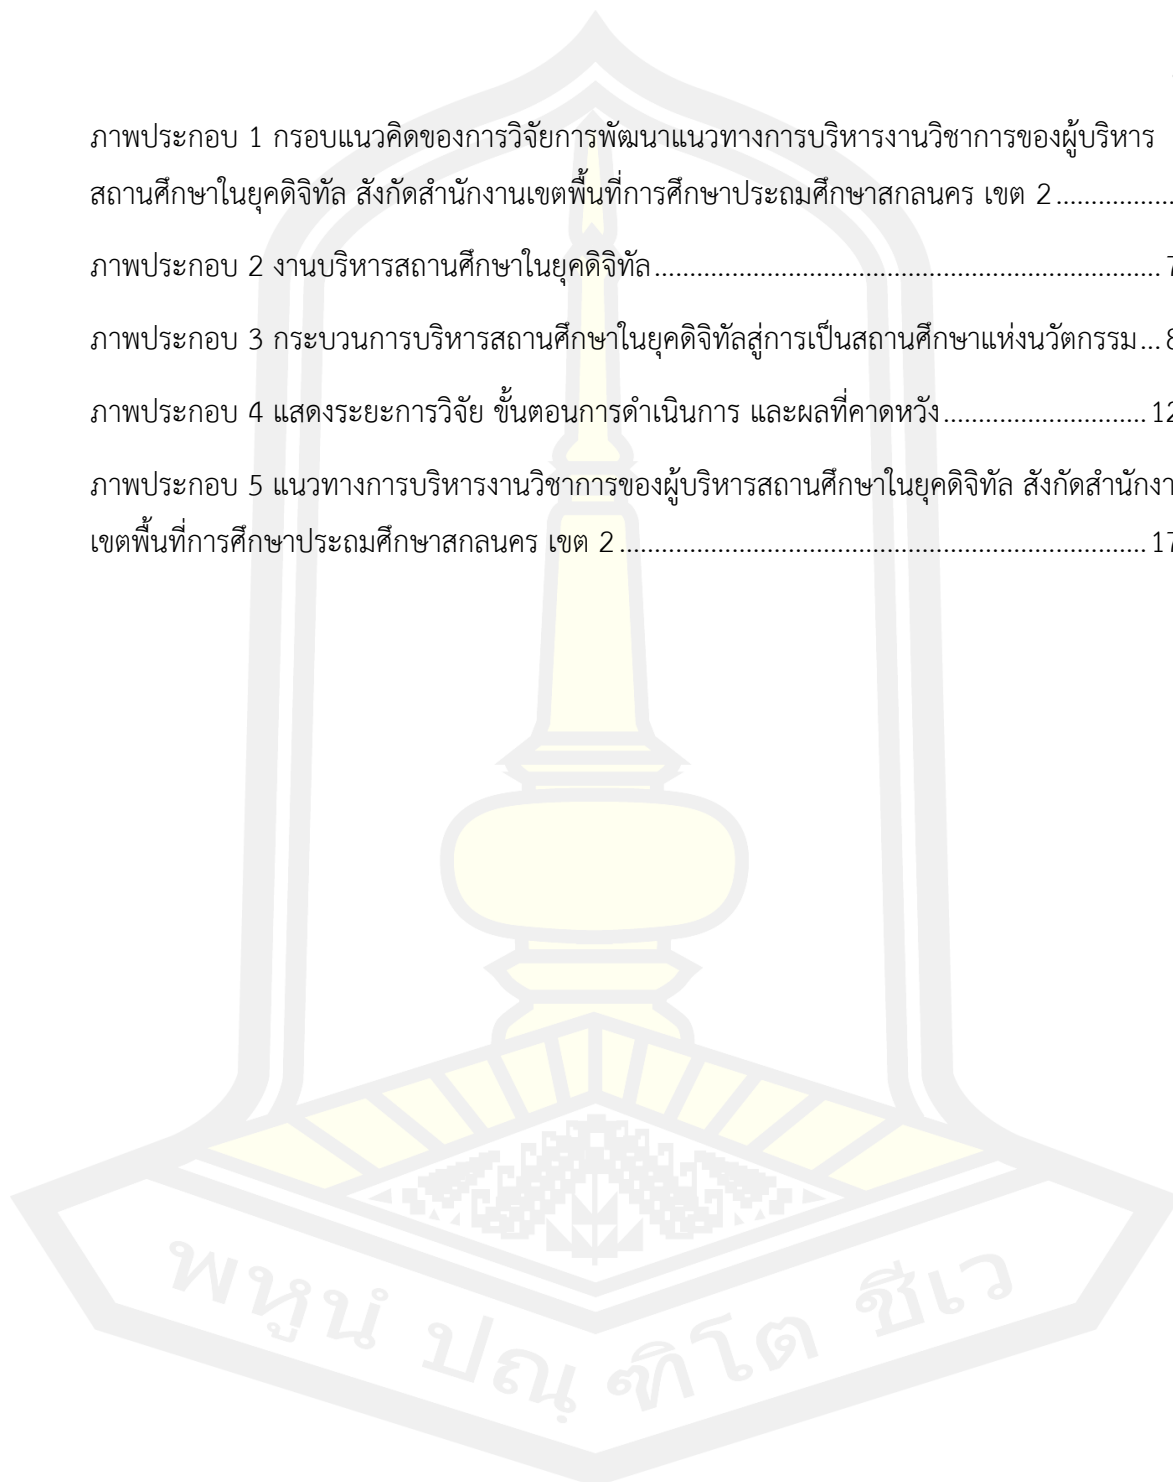 ภาพประกอบ 1 กรอบแนวคิดของการวิจัยการพัฒนาแนวทางการบริหารงานวิชาการของผู้บริหาร
สถานศึกษาในยุคดิจิทัล สังกัดสำนักงานเขตพื้นที่การศึกษาประถมศึกษาสกลนคร เขต 2.................
ภาพประกอบ 2 งานบริหารสถานศึกษาในยุคดิจิทัล........................................................................... 7
ภาพประกอบ 3 กระบวนการบริหารสถานศึกษาในยุคดิจิทัลสู่การเป็นสถานศึกษาแห่งนวัตกรรม... 8
ภาพประกอบ 4 แสดงระยะการวิจัย ขั้นตอนการดำเนินการ และผลที่คาดหวัง............................. 12
ภาพประกอบ 5 แนวทางการบริหารงานวิชาการของผู้บริหารสถานศึกษาในยุคดิจิทัล สังกัดสำนักงา
เขตพื้นที่การศึกษาประถมศึกษาสกลนคร เขต 2.............................................................................. 17
พหูนํ ปณฺฑิโต ชีเว